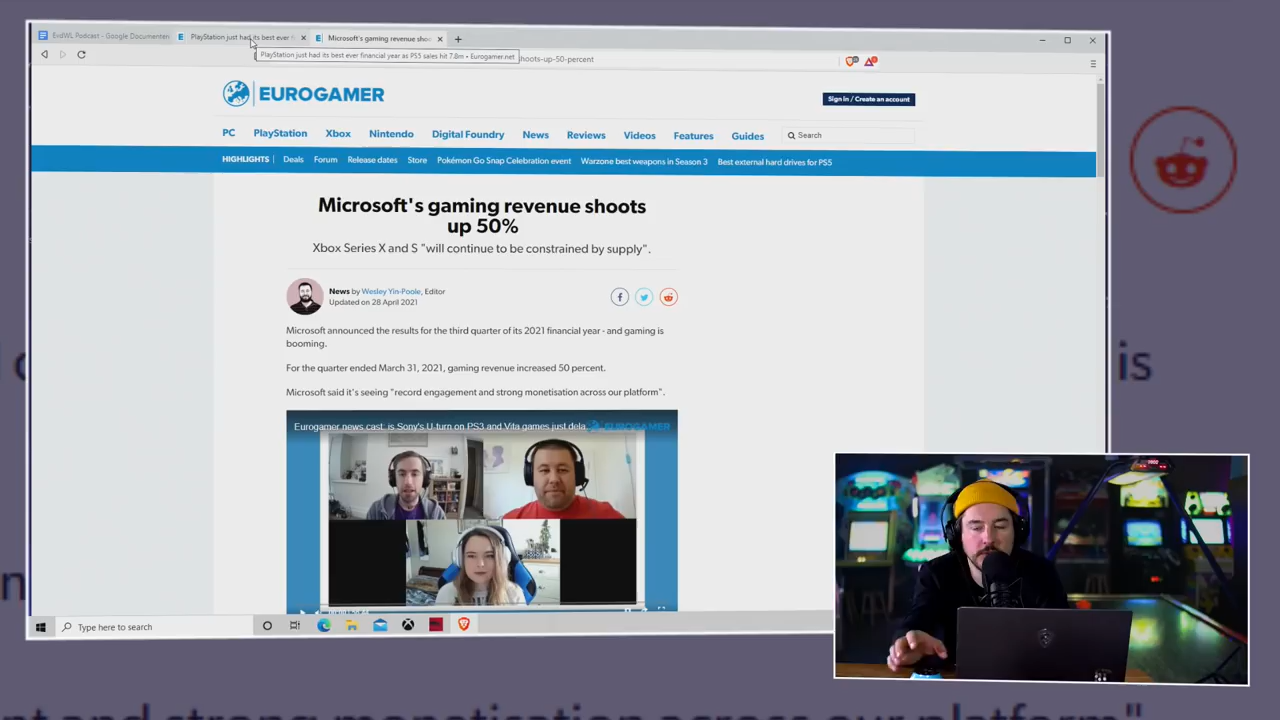 ExdWL Podcast - Google Documenten
PlayStation just had its best ever f
Microsoft's gaming revenue shoo
PlayStation just had its best ever financial year as PS5 sales hit 7.8m • Eurogamer.net
hoots-up-50-percent
EUROGAMER
Sign in / Create an account
PC PlayStation Xbox Nintendo Digital Foundry News Reviews Videos Features Guides
Search
HIGHLIGHTS | Deals Forum Release dates Store Pokémon Go Snap Celebration event Warzone best weapons in Season 3 Best external hard drives for PS5
Microsoft's gaming revenue shoots
up 50%
Xbox Series X and S "will continue to be constrained by supply".
News by Wesley Yin-Poole, Editor
Updated on 28 April 2021
Microsoft announced the results for the third quarter of its 2021 financial year - and gaming is
booming.
is
For the quarter ended March 31, 2021, gaming revenue increased 50 percent.
Microsoft said it's seeing "record engagement and strong monetisation across our platform".
Eurogamer news cast: is Sony's U-turn on PS3 and Vita games just dela
EUROGAMER
Type here to search
nt and strong monetisation across our platform"